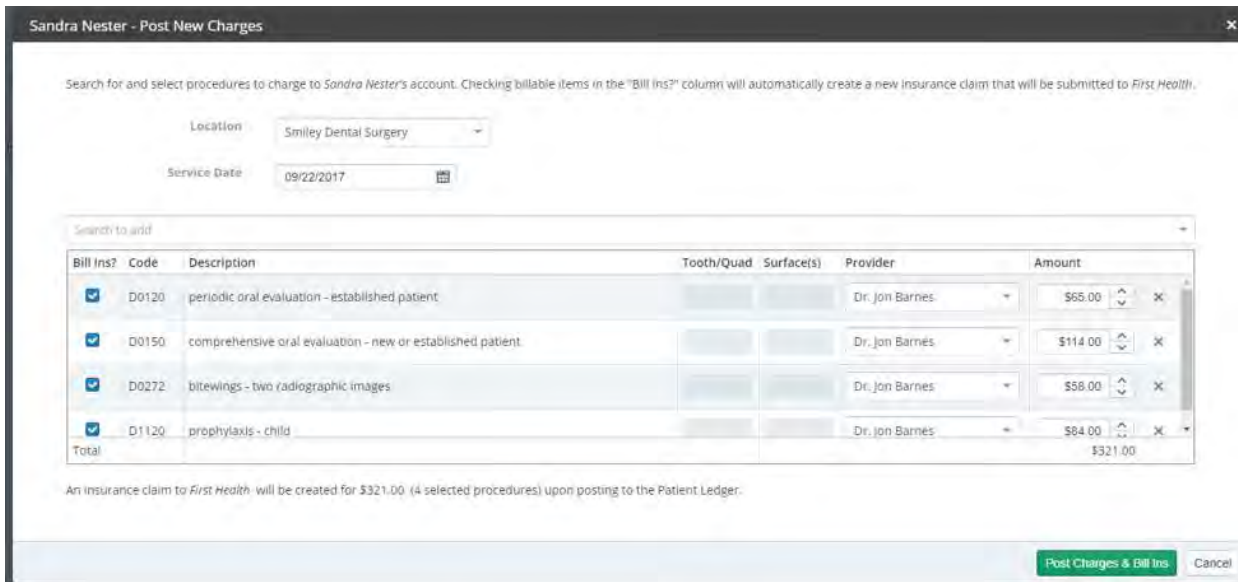 Sandra Nester - Post New Charges ×
Search for and select procedures to charge to Sandra Nester's account. Checking billable items in the "Bill Ins?" column will automatically create a new insurance claim that will be submitted to First Health.
Location Smiley Dental Surgery
Service Date 09/22/2017
Search to add
Bill Ins? Code Description Tooth/Quad Surface(s) Provider Amount
D0120 periodic oral evaluation - established patient Dr. Jon Barnes $65.00 ×
D0150 comprehensive oral evaluation - new or established patient Dr. Jon Barnes $114.00 ×
D0272 bitewings - two radiographic images Dr. Jon Barnes $58.00 ×
D1120 prophylaxis - child Dr. Jon Barnes $84.00 ×
Total $321.00
An insurance claim to First Health will be created for $321.00 (4 selected procedures) upon posting to the Patient Ledger.
Post Charges & Bill Ins Cancel